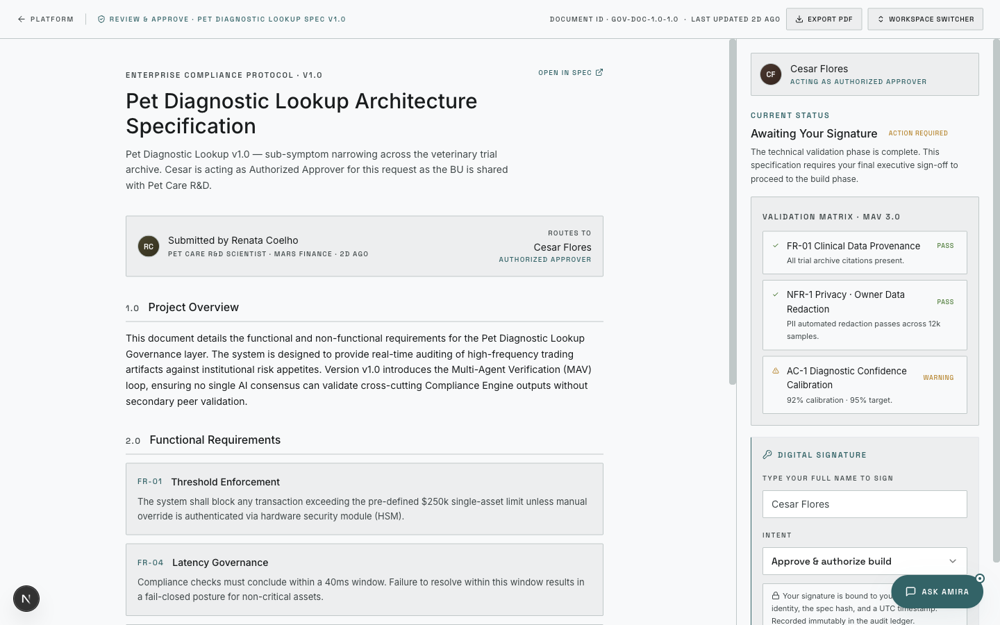 PLATFORM
REVIEW & APPROVE · PET DIAGNOSTIC LOOKUP SPEC V1.0
DOCUMENT ID · GOV-DOC-1.0-1.0 · LAST UPDATED 2D AGO
EXPORT PDF
WORKSPACE SWITCHER
ENTERPRISE COMPLIANCE PROTOCOL · V1.0
OPEN IN SPEC
Pet Diagnostic Lookup Architecture
Specification
Pet Diagnostic Lookup v1.0 — sub-symptom narrowing across the veterinary trial
archive. Cesar is acting as Authorized Approver for this request as the BU is shared
with Pet Care R&D.
RC
Submitted by Renata Coelho
PET CARE R&D SCIENTIST · MARS FINANCE · 2D AGO
ROUTES TO
Cesar Flores
AUTHORIZED APPROVER
1.0 Project Overview
This document details the functional and non-functional requirements for the Pet Diagnostic Lookup
Governance layer. The system is designed to provide real-time auditing of high-frequency trading
artifacts against institutional risk appetites. Version v1.0 introduces the Multi-Agent Verification (MAV)
loop, ensuring no single AI consensus can validate cross-cutting Compliance Engine outputs without
secondary peer validation.
2.0 Functional Requirements
FR-01 Threshold Enforcement
The system shall block any transaction exceeding the pre-defined $250k single-asset limit unless manual
override is authenticated via hardware security module (HSM).
FR-04 Latency Governance
Compliance checks must conclude within a 40ms window. Failure to resolve within this window results in
a fail-closed posture for non-critical assets.
N
CF
Cesar Flores
ACTING AS AUTHORIZED APPROVER
CURRENT STATUS
Awaiting Your Signature ACTION REQUIRED
The technical validation phase is complete. This
specification requires your final executive sign-off to
proceed to the build phase.
VALIDATION MATRIX · MAV 3.0
FR-01 Clinical Data Provenance PASS
All trial archive citations present.
NFR-1 Privacy · Owner Data
Redaction
PASS
PII automated redaction passes across 12k
samples.
AC-1 Diagnostic Confidence
Calibration
WARNING
92% calibration · 95% target.
DIGITAL SIGNATURE
TYPE YOUR FULL NAME TO SIGN
Cesar Flores
INTENT
Approve & authorize build
Your signature is bound to you
identity, the spec hash, and a UTC timestamp.
Recorded immutably in the audit ledger.
ASK AMIRA